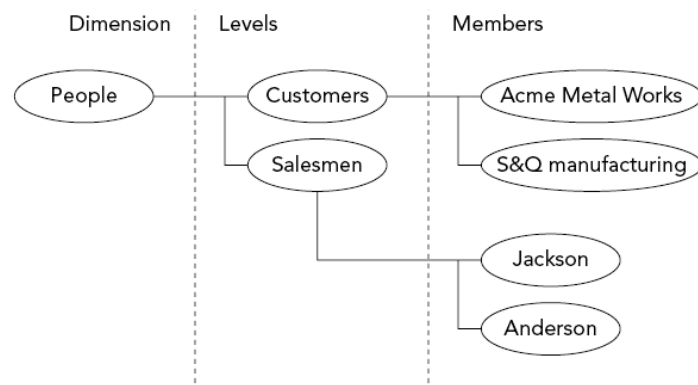 Dimension
Levels
Members
People
Customers
Acme Metal Works
Salesmen
S&Q manufacturing
Jackson
Anderson